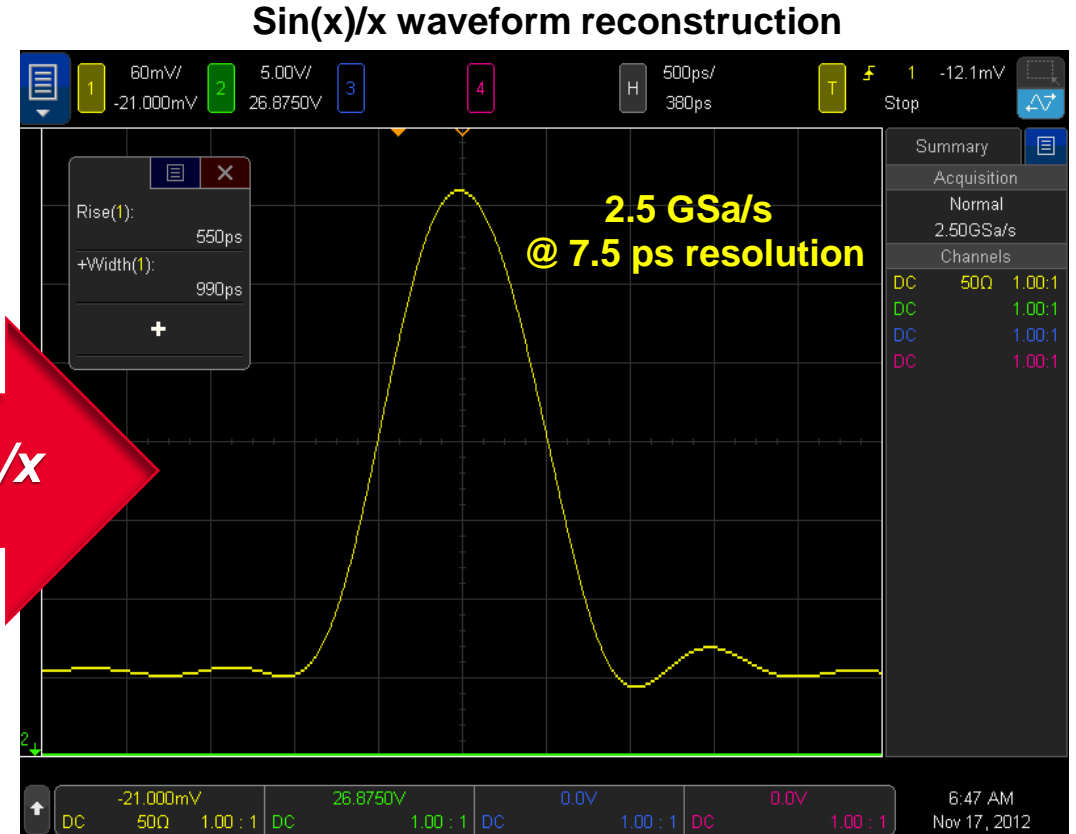 Sin(x)/x waveform reconstruction
1 60mV/ 2 5.00V/ 3 4 H 500ps/ T 1 -12.1mV
-21.000mV 26.8750V 380ps Stop
Summary
Acquisition
Normal
2.50GSa/s
Channels
DC 50Ω 1.00:1
DC 1.00:1
DC 1.00:1
DC 1.00:1
Rise(1):
550ps
+Width(1):
990ps
+
2.5 GSa/s
@ 7.5 ps resolution
/x
2
-21.000mV 26.8750V 0.0V 0.0V 6:47 AM
DC 50Ω 1.00 : 1 DC 1.00 : 1 DC 1.00 : 1 DC 1.00 : 1 Nov 17, 2012